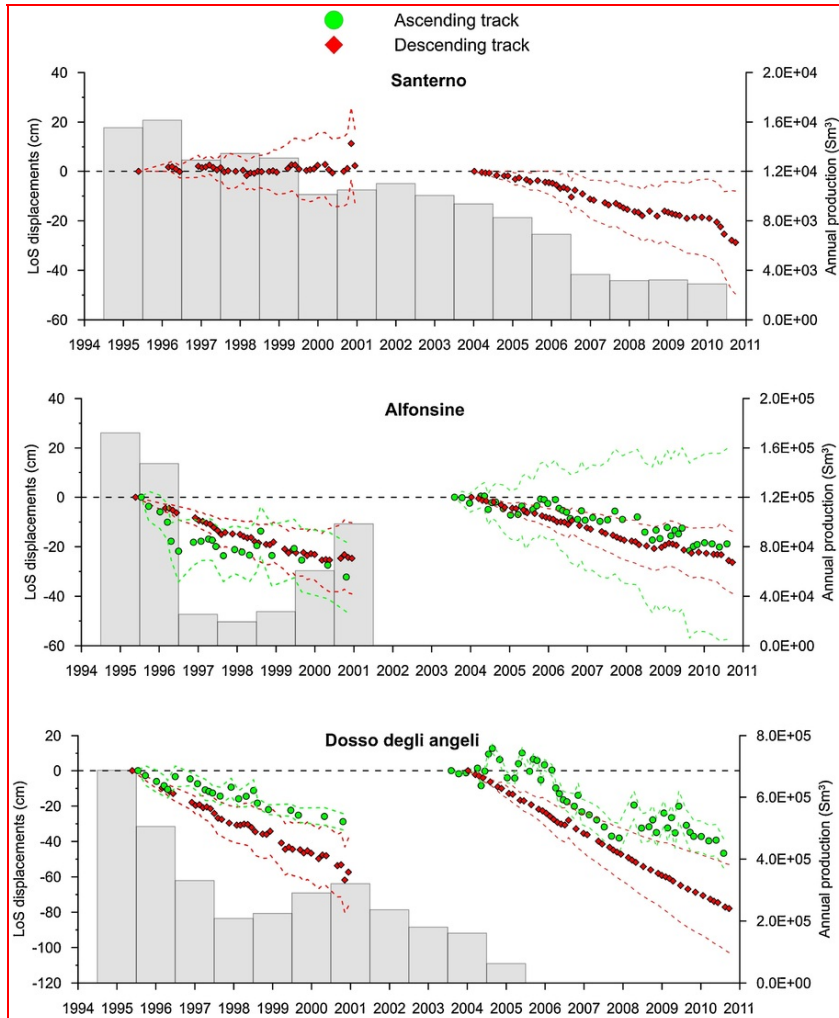 Ascending track
Descending track
Santerno
LoS displacements (cm)
40
20
0
-20
-40
-60
Annual production (Sm³)
2.0E+04
1.6E+04
1.2E+04
8.0E+03
4.0E+03
0.0E+00
1994 1995 1996 1997 1998 1999 2000 2001 2002 2003 2004 2005 2006 2007 2008 2009 2010 2011
Alfonsine
LoS displacements (cm)
40
20
0
-20
-40
-60
Annual production (Sm³)
2.0E+05
1.6E+05
1.2E+05
8.0E+04
4.0E+04
0.0E+00
1994 1995 1996 1997 1998 1999 2000 2001 2002 2003 2004 2005 2006 2007 2008 2009 2010 2011
Dosso degli angeli
LoS displacements (cm)
20
0
-20
-40
-60
-80
-100
-120
Annual production (Sm³)
8.0E+05
6.0E+05
4.0E+05
2.0E+05
0.0E+00
1994 1995 1996 1997 1998 1999 2000 2001 2002 2003 2004 2005 2006 2007 2008 2009 2010 2011